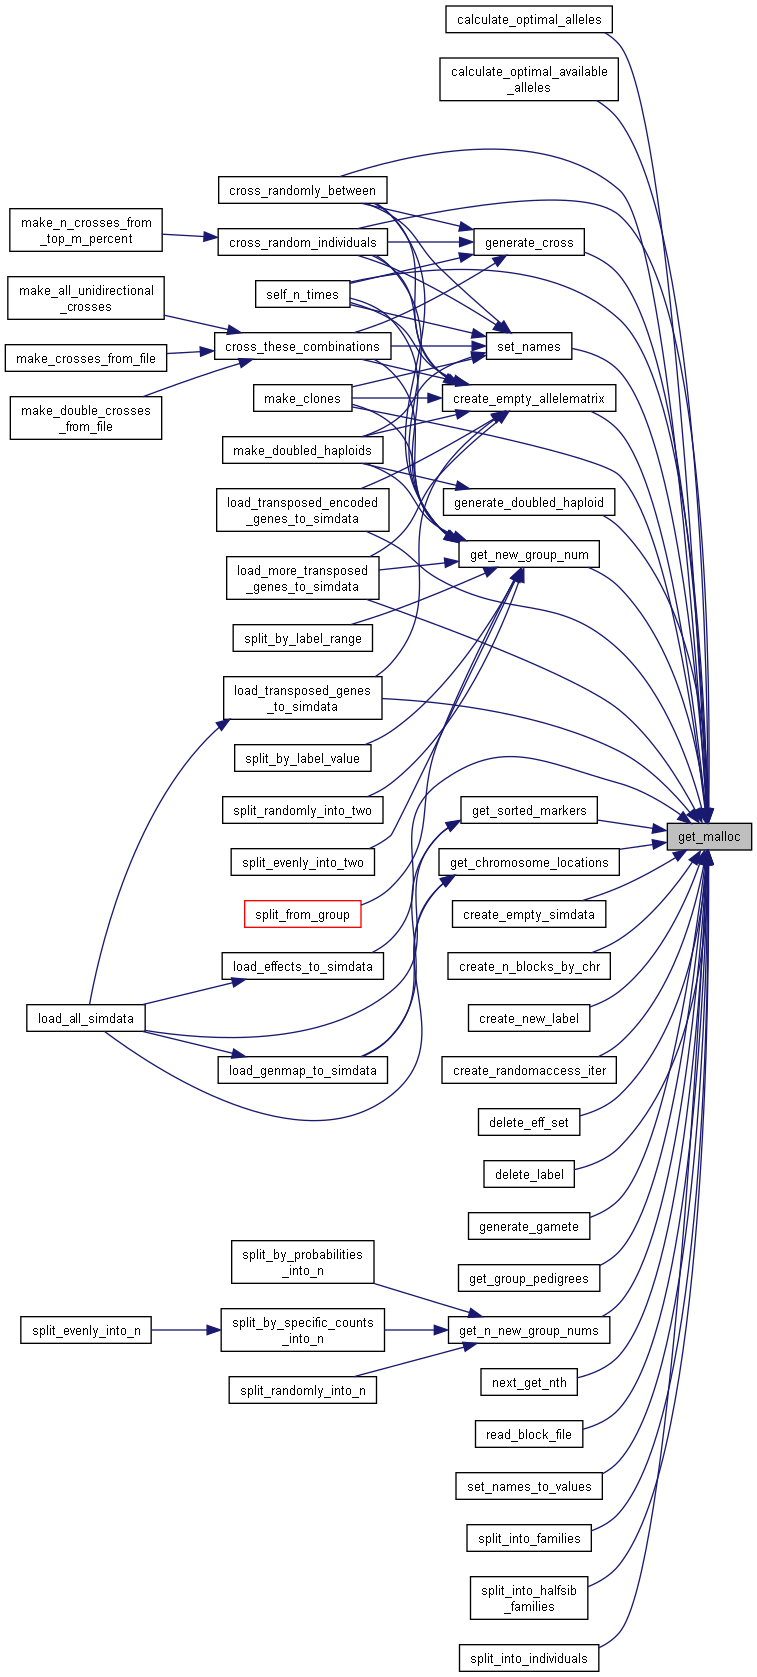 calculate_optimal_alleles
calculate_optimal_available
_alleles
cross_randomly_between
make_n_crosses_from
_top_m_percent
cross_random_individuals
generate_cross
make_all_unidirectional
_crosses
self_n_times
cross_these_combinations
set_names
make_crosses_from_file
make_clones
create_empty_allelematrix
make_double_crosses
_from_file
make_doubled_haploids
load_transposed_encoded
_genes_to_simdata
generate_doubled_haploid
get_new_group_num
load_more_transposed
_genes_to_simdata
split_by_label_range
load_transposed_genes
_to_simdata
split_by_label_value
split_randomly_into_two
get_sorted_markers
get_malloc
split_evenly_into_two
get_chromosome_locations
split_from_group
create_empty_simdata
load_effects_to_simdata
create_n_blocks_by_chr
load_all_simdata
create_new_label
load_genmap_to_simdata
create_randomaccess_iter
delete_eff_set
delete_label
generate_gamete
split_by_probabilities
_into_n
get_group_pedigrees
split_evenly_into_n
split_by_specific_counts
_into_n
get_n_new_group_nums
split_randomly_into_n
next_get_nth
read_block_file
set_names_to_values
split_into_families
split_into_halfsib
_families
split_into_individuals